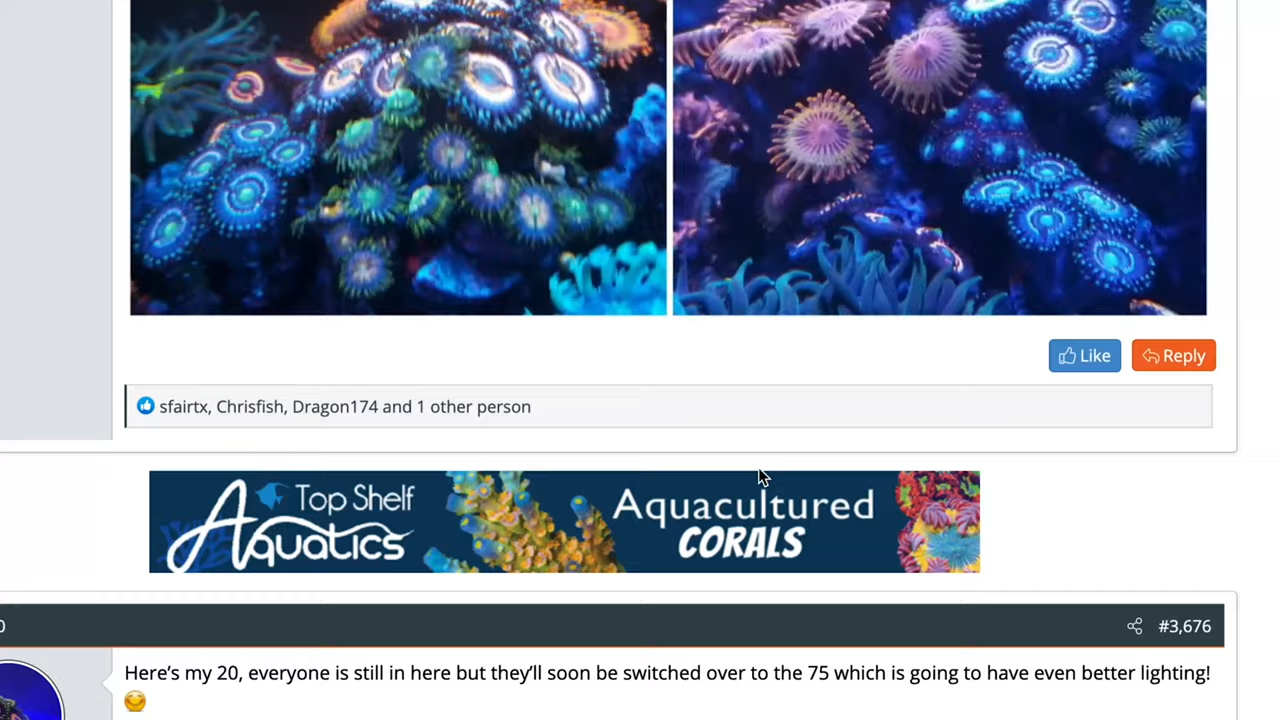 Like
Reply
sfairtx, Chrisfish, Dragon174 and 1 other person
Top Shelf
Aquatics
Aquacultured
CORALS
0
#3,676
Here’s my 20, everyone is still in here but they’ll soon be switched over to the 75 which is going to have even better lighting!